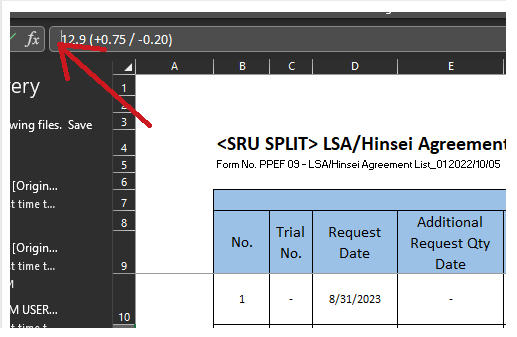 fx 12.9 (+0.75 / -0.20)
A B C D E
very
wing files. Save
[Origin...
t time t...
[Origin...
t time t...
M
M USER...
t time t...
1
2
3
4
5
6
7
8
9
10
<SRU SPLIT> LSA/Hinsei Agreement
Form No. PPEF 09 - LSA/Hinsei Agreement List_01 2022/10/05
No.
Trial
No.
Request
Date
Additional
Request Qty
Date
1 - 8/31/2023 -